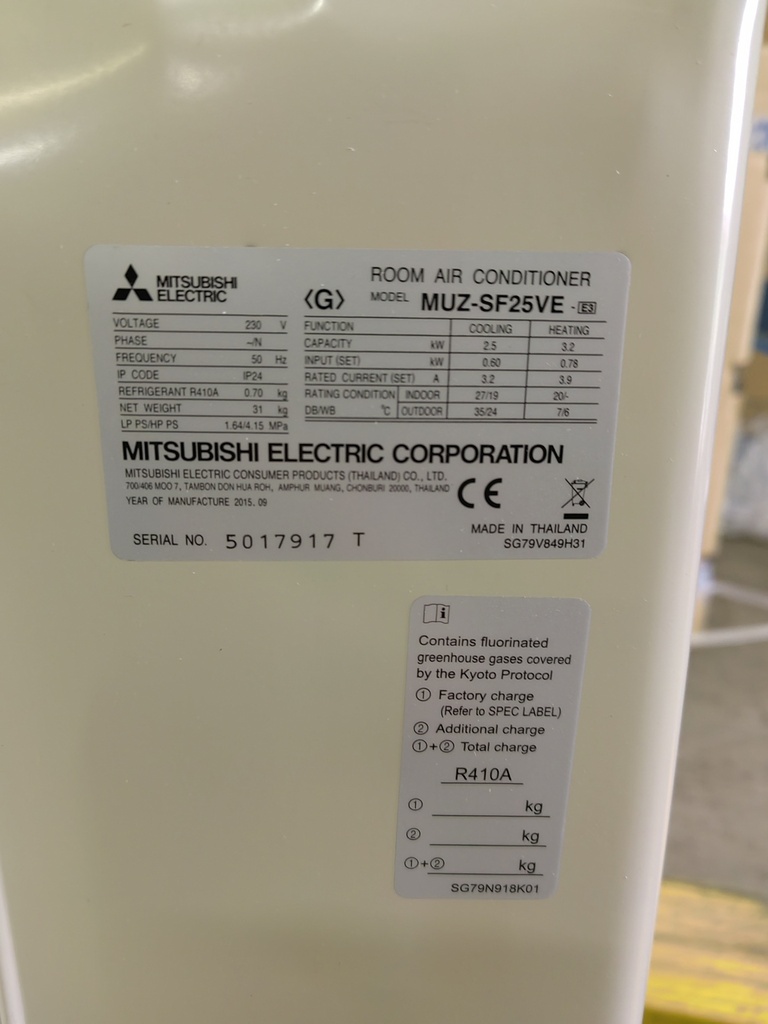 MITSUBISHI
ELECTRIC
〈G〉
ROOM AIR CONDITIONER
MODEL MUZ-SF25VE - E3
VOLTAGE 230 V
PHASE ~/N
FREQUENCY 50 Hz
IP CODE IP24
REFRIGERANT R410A 0.70 kg
NET WEIGHT 31 kg
LP PS/HP PS 1.64/4.15 MPa
FUNCTION COOLING HEATING
CAPACITY kW 2.5 3.2
INPUT (SET) kW 0.60 0.78
RATED CURRENT (SET) A 3.2 3.9
RATING CONDITION INDOOR 27/19 20/-
DB/WB °C OUTDOOR 35/24 7/6
MITSUBISHI ELECTRIC CORPORATION
MITSUBISHI ELECTRIC CONSUMER PRODUCTS (THAILAND) CO., LTD.
700/406 MOO 7, TAMBON DON HUA ROH, AMPHUR MUANG, CHONBURI 20000, THAILAND
YEAR OF MANUFACTURE 2015. 09
CE
SERIAL NO. 5017917 T
MADE IN THAILAND
SG79V849H31
i
Contains fluorinated
greenhouse gases covered
by the Kyoto Protocol
① Factory charge
(Refer to SPEC LABEL)
② Additional charge
①+② Total charge
R410A
① kg
② kg
①+② kg
SG79N918K01